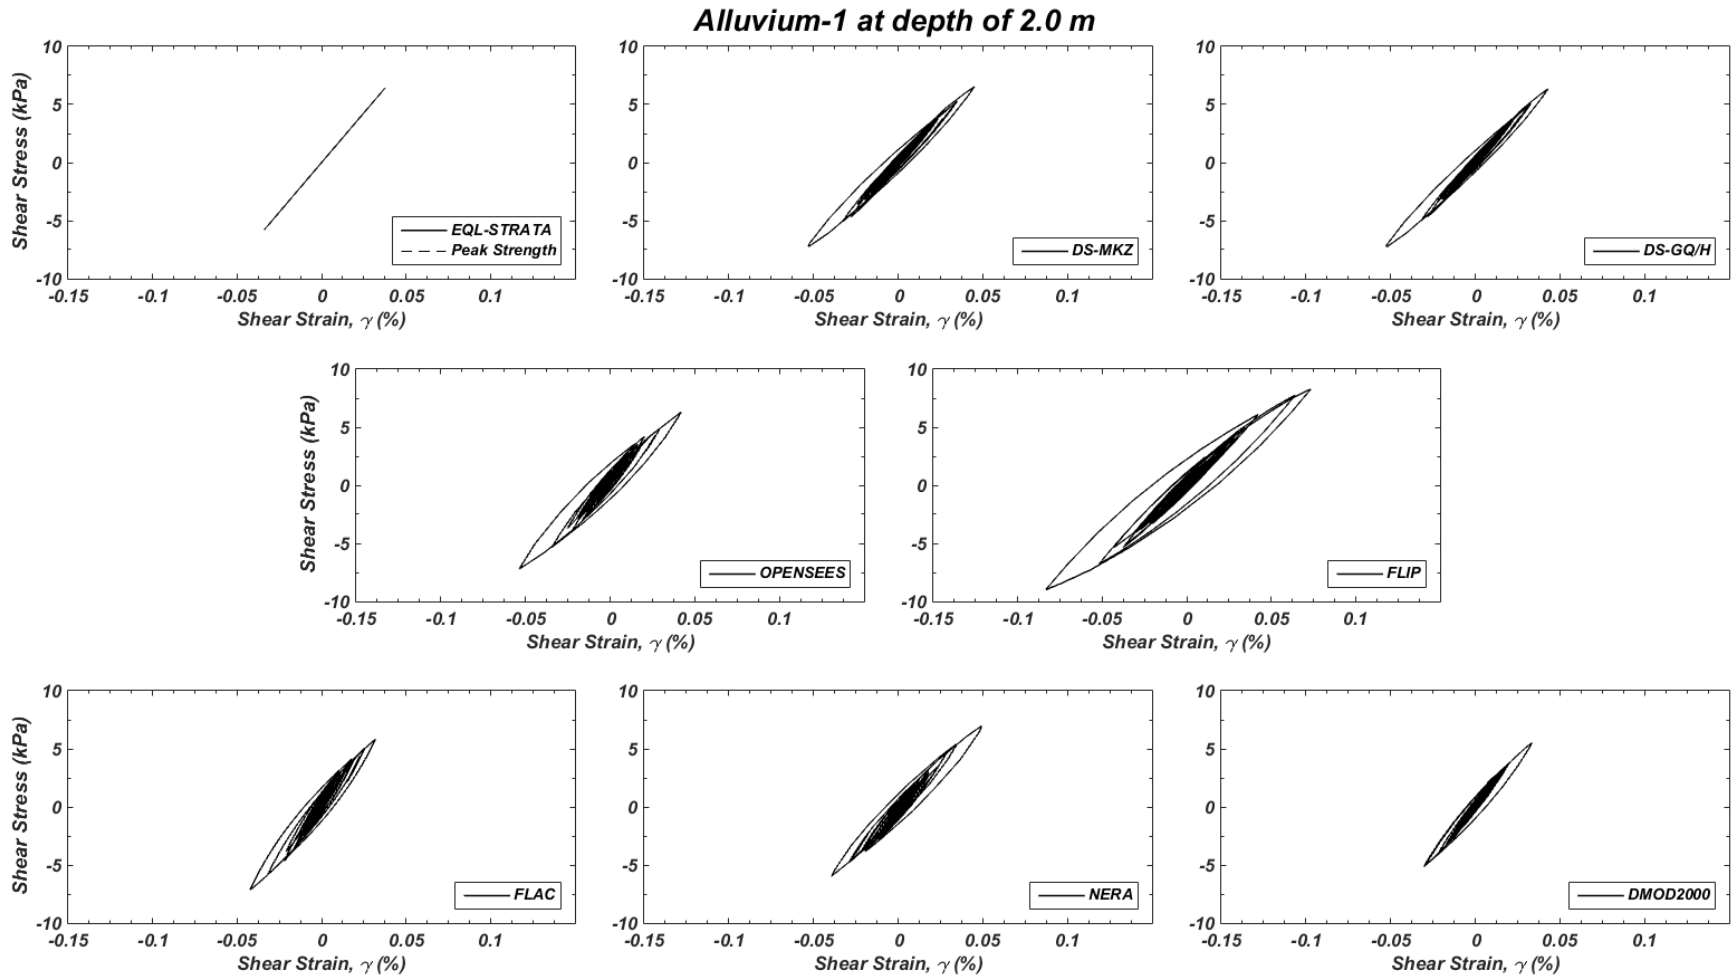 Alluvium-1 at depth of 2.0 m
Shear Stress (kPa)
10
5
0
-5
-10
-0.15 -0.1 -0.05 0 0.05 0.1
Shear Strain, γ (%)
EQL-STRATA
Peak Strength
10
5
0
-5
-10
-0.15 -0.1 -0.05 0 0.05 0.1
Shear Strain, γ (%)
DS-MKZ
10
5
0
-5
-10
-0.15 -0.1 -0.05 0 0.05 0.1
Shear Strain, γ (%)
DS-GQ/H
Shear Stress (kPa)
10
5
0
-5
-10
-0.15 -0.1 -0.05 0 0.05 0.1
Shear Strain, γ (%)
OPENSEES
10
5
0
-5
-10
-0.15 -0.1 -0.05 0 0.05 0.1
Shear Strain, γ (%)
FLIP
Shear Stress (kPa)
10
5
0
-5
-10
-0.15 -0.1 -0.05 0 0.05 0.1
Shear Strain, γ (%)
FLAC
10
5
0
-5
-10
-0.15 -0.1 -0.05 0 0.05 0.1
Shear Strain, γ (%)
NERA
10
5
0
-5
-10
-0.15 -0.1 -0.05 0 0.05 0.1
Shear Strain, γ (%)
DMOD2000